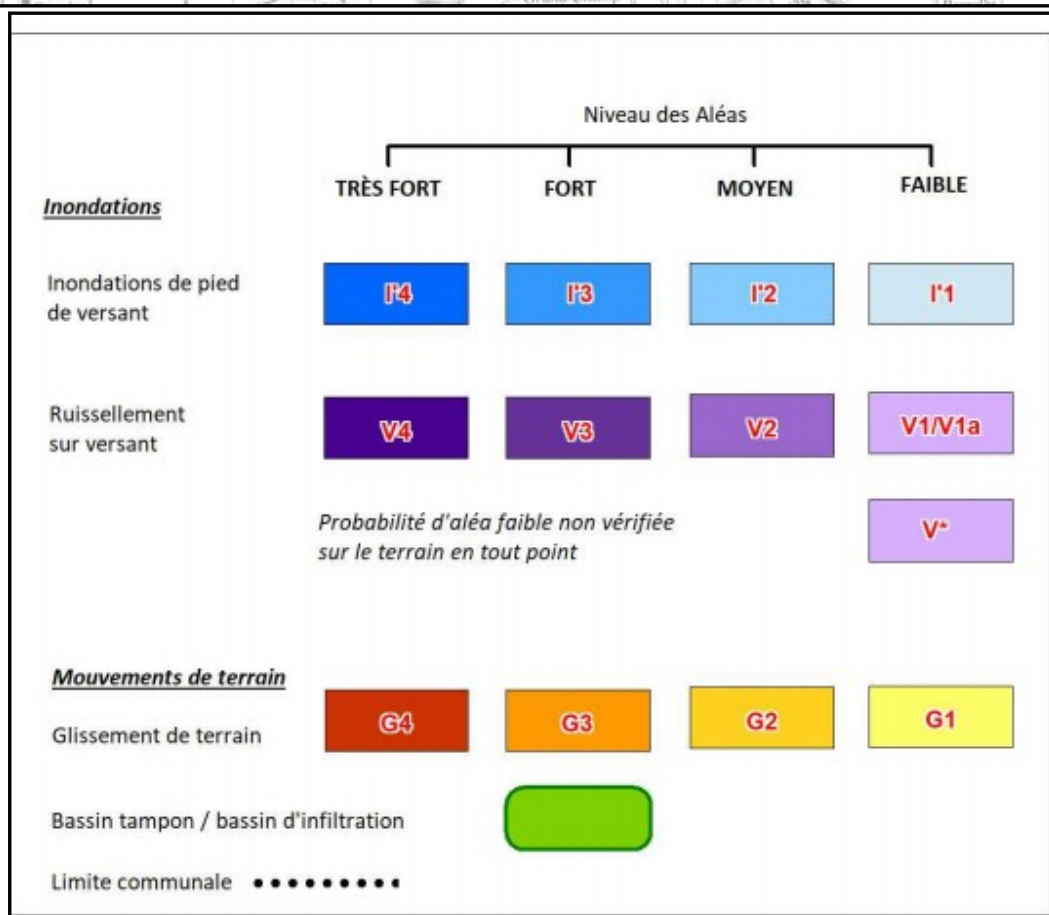 Niveau des Aléas
TRÈS FORT FORT MOYEN FAIBLE
Inondations
Inondations de pied
de versant
I'4 I'3 I'2 I'1
Ruissellement
sur versant
V4 V3 V2 V1/V1a
Probabilité d'aléa faible non vérifiée
sur le terrain en tout point
V*
Mouvements de terrain
Glissement de terrain
G4 G3 G2 G1
Bassin tampon / bassin d'infiltration
Limite communale